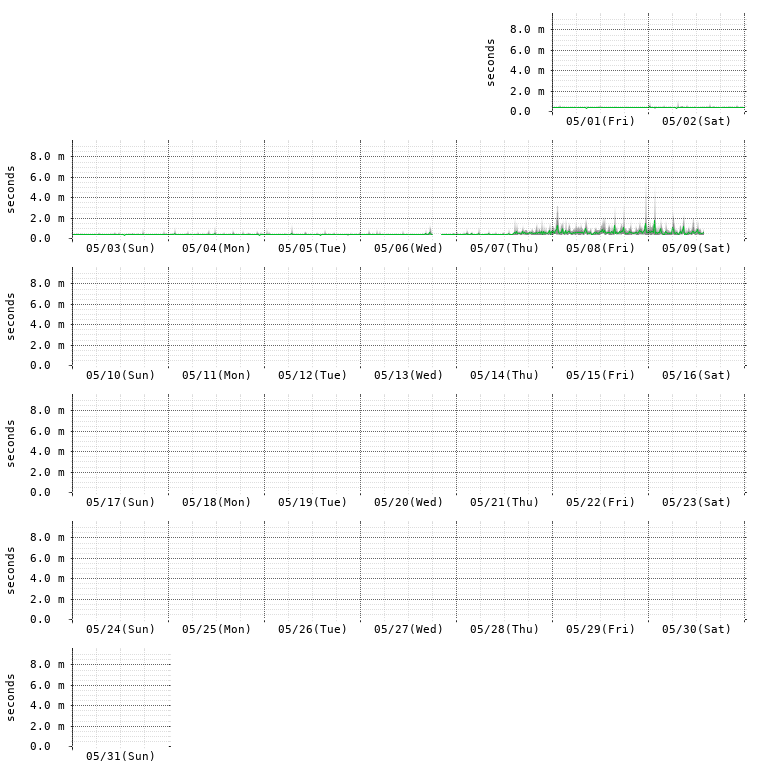 seconds
8.0 m
6.0 m
4.0 m
2.0 m
0.0
05/01(Fri) 05/02(Sat)
seconds
8.0 m
6.0 m
4.0 m
2.0 m
0.0
05/03(Sun) 05/04(Mon) 05/05(Tue) 05/06(Wed) 05/07(Thu) 05/08(Fri) 05/09(Sat)
seconds
8.0 m
6.0 m
4.0 m
2.0 m
0.0
05/10(Sun) 05/11(Mon) 05/12(Tue) 05/13(Wed) 05/14(Thu) 05/15(Fri) 05/16(Sat)
seconds
8.0 m
6.0 m
4.0 m
2.0 m
0.0
05/17(Sun) 05/18(Mon) 05/19(Tue) 05/20(Wed) 05/21(Thu) 05/22(Fri) 05/23(Sat)
seconds
8.0 m
6.0 m
4.0 m
2.0 m
0.0
05/24(Sun) 05/25(Mon) 05/26(Tue) 05/27(Wed) 05/28(Thu) 05/29(Fri) 05/30(Sat)
seconds
8.0 m
6.0 m
4.0 m
2.0 m
0.0
05/31(Sun)